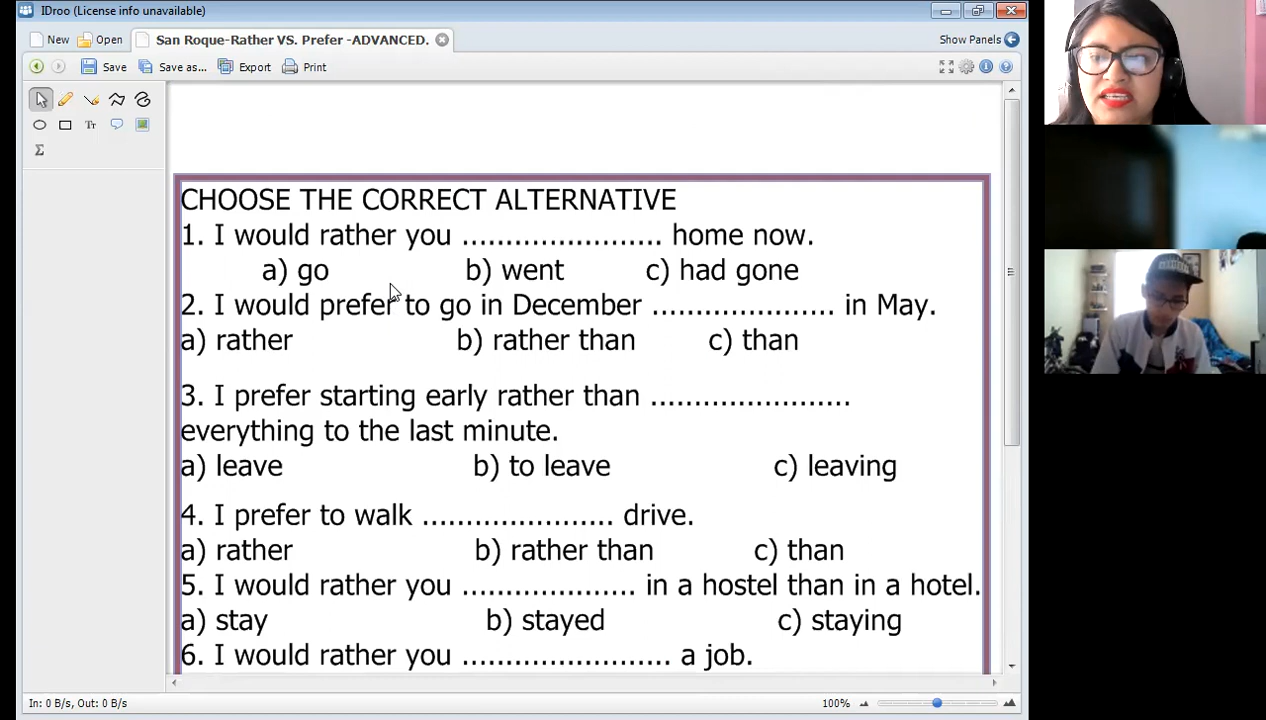 IDroo (License info unavailable)
New Open San Roque-Rather VS. Prefer -ADVANCED. Show Panels
Save Save as... Export Print
Tr
Σ
CHOOSE THE CORRECT ALTERNATIVE
1. I would rather you ....................... home now.
a) go b) went c) had gone
2. I would prefer to go in December ..................... in May.
a) rather b) rather than c) than
3. I prefer starting early rather than .......................
everything to the last minute.
a) leave b) to leave c) leaving
4. I prefer to walk ...................... drive.
a) rather b) rather than c) than
5. I would rather you .................... in a hostel than in a hotel.
a) stay b) stayed c) staying
6. I would rather you ........................ a job.
In: 0 B/s, Out: 0 B/s 100%